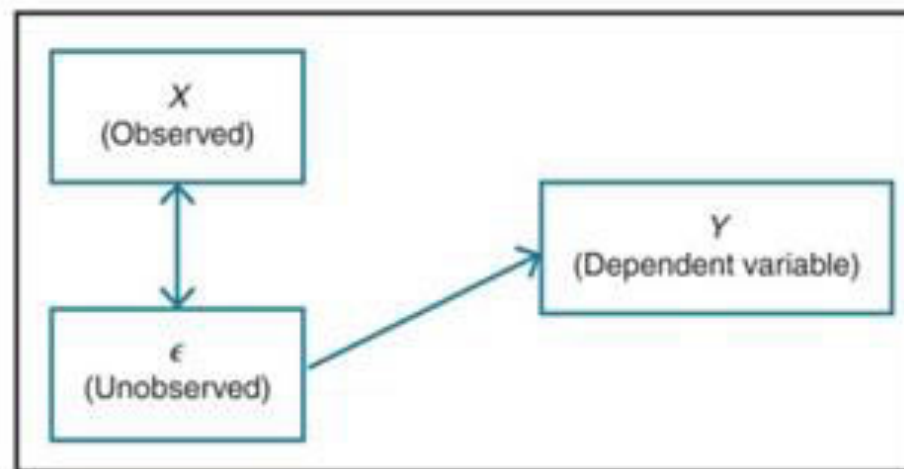 X
(Observed)
Y
(Dependent variable)
ϵ
(Unobserved)